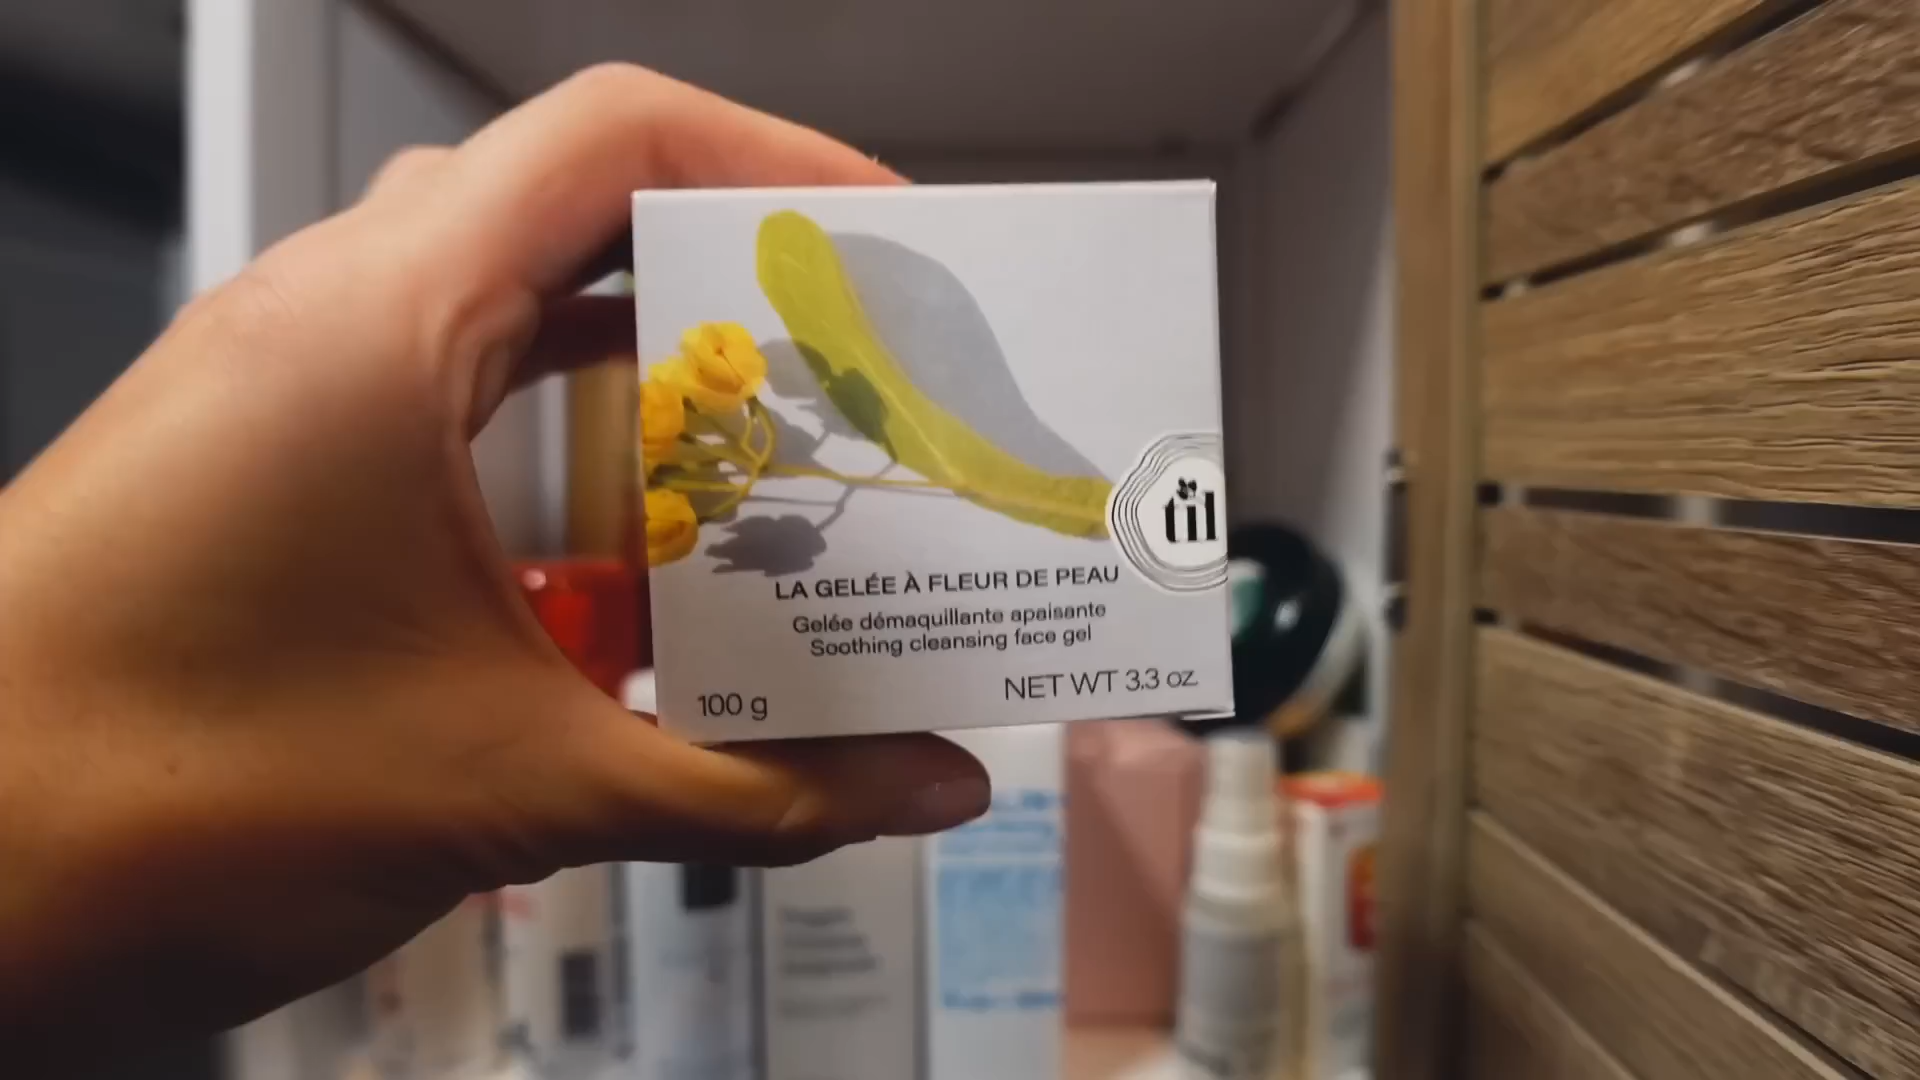 til
LA GELÉE À FLEUR DE PEAU
Gelée démaquillante apaisante
Soothing cleansing face gel
100 g
NET WT 3.3 oz.